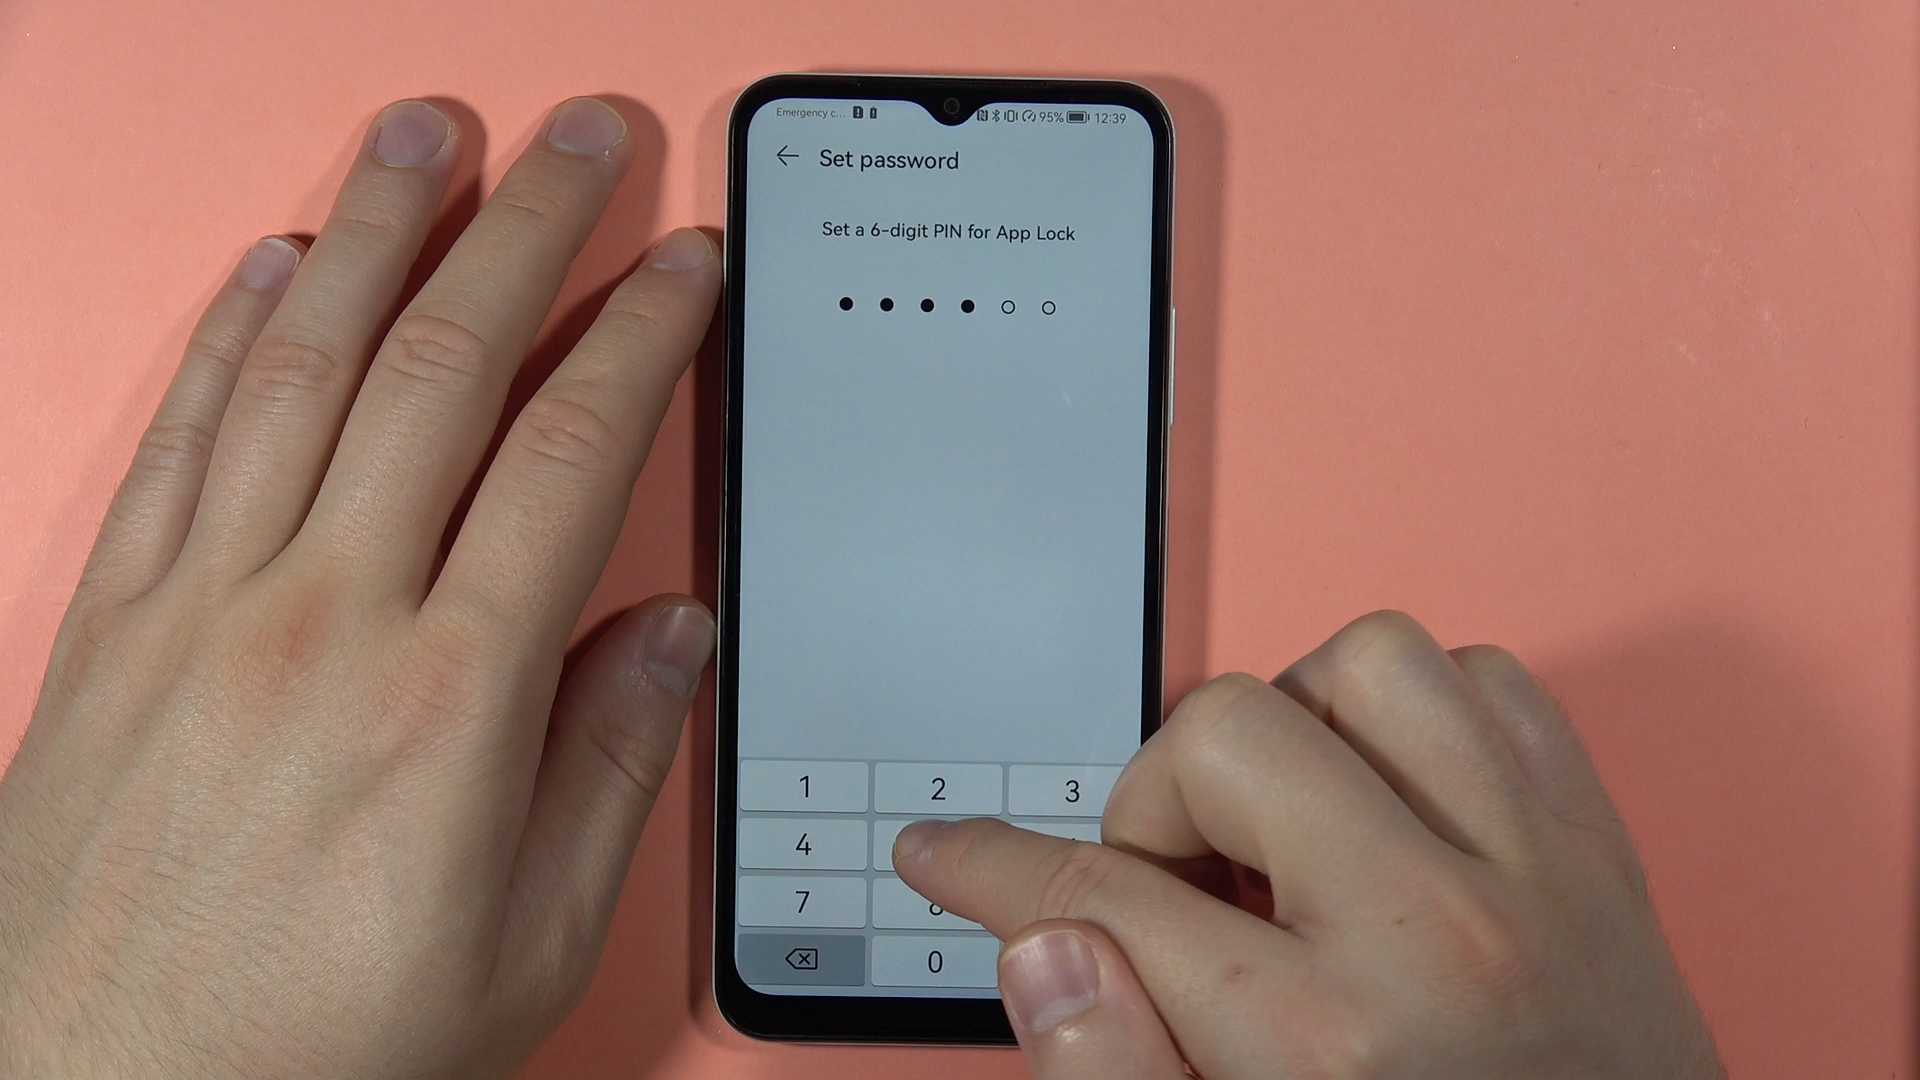 Emergency c... 95% 12:39
Set password
Set a 6-digit PIN for App Lock
1 2 3
4
7 8
0